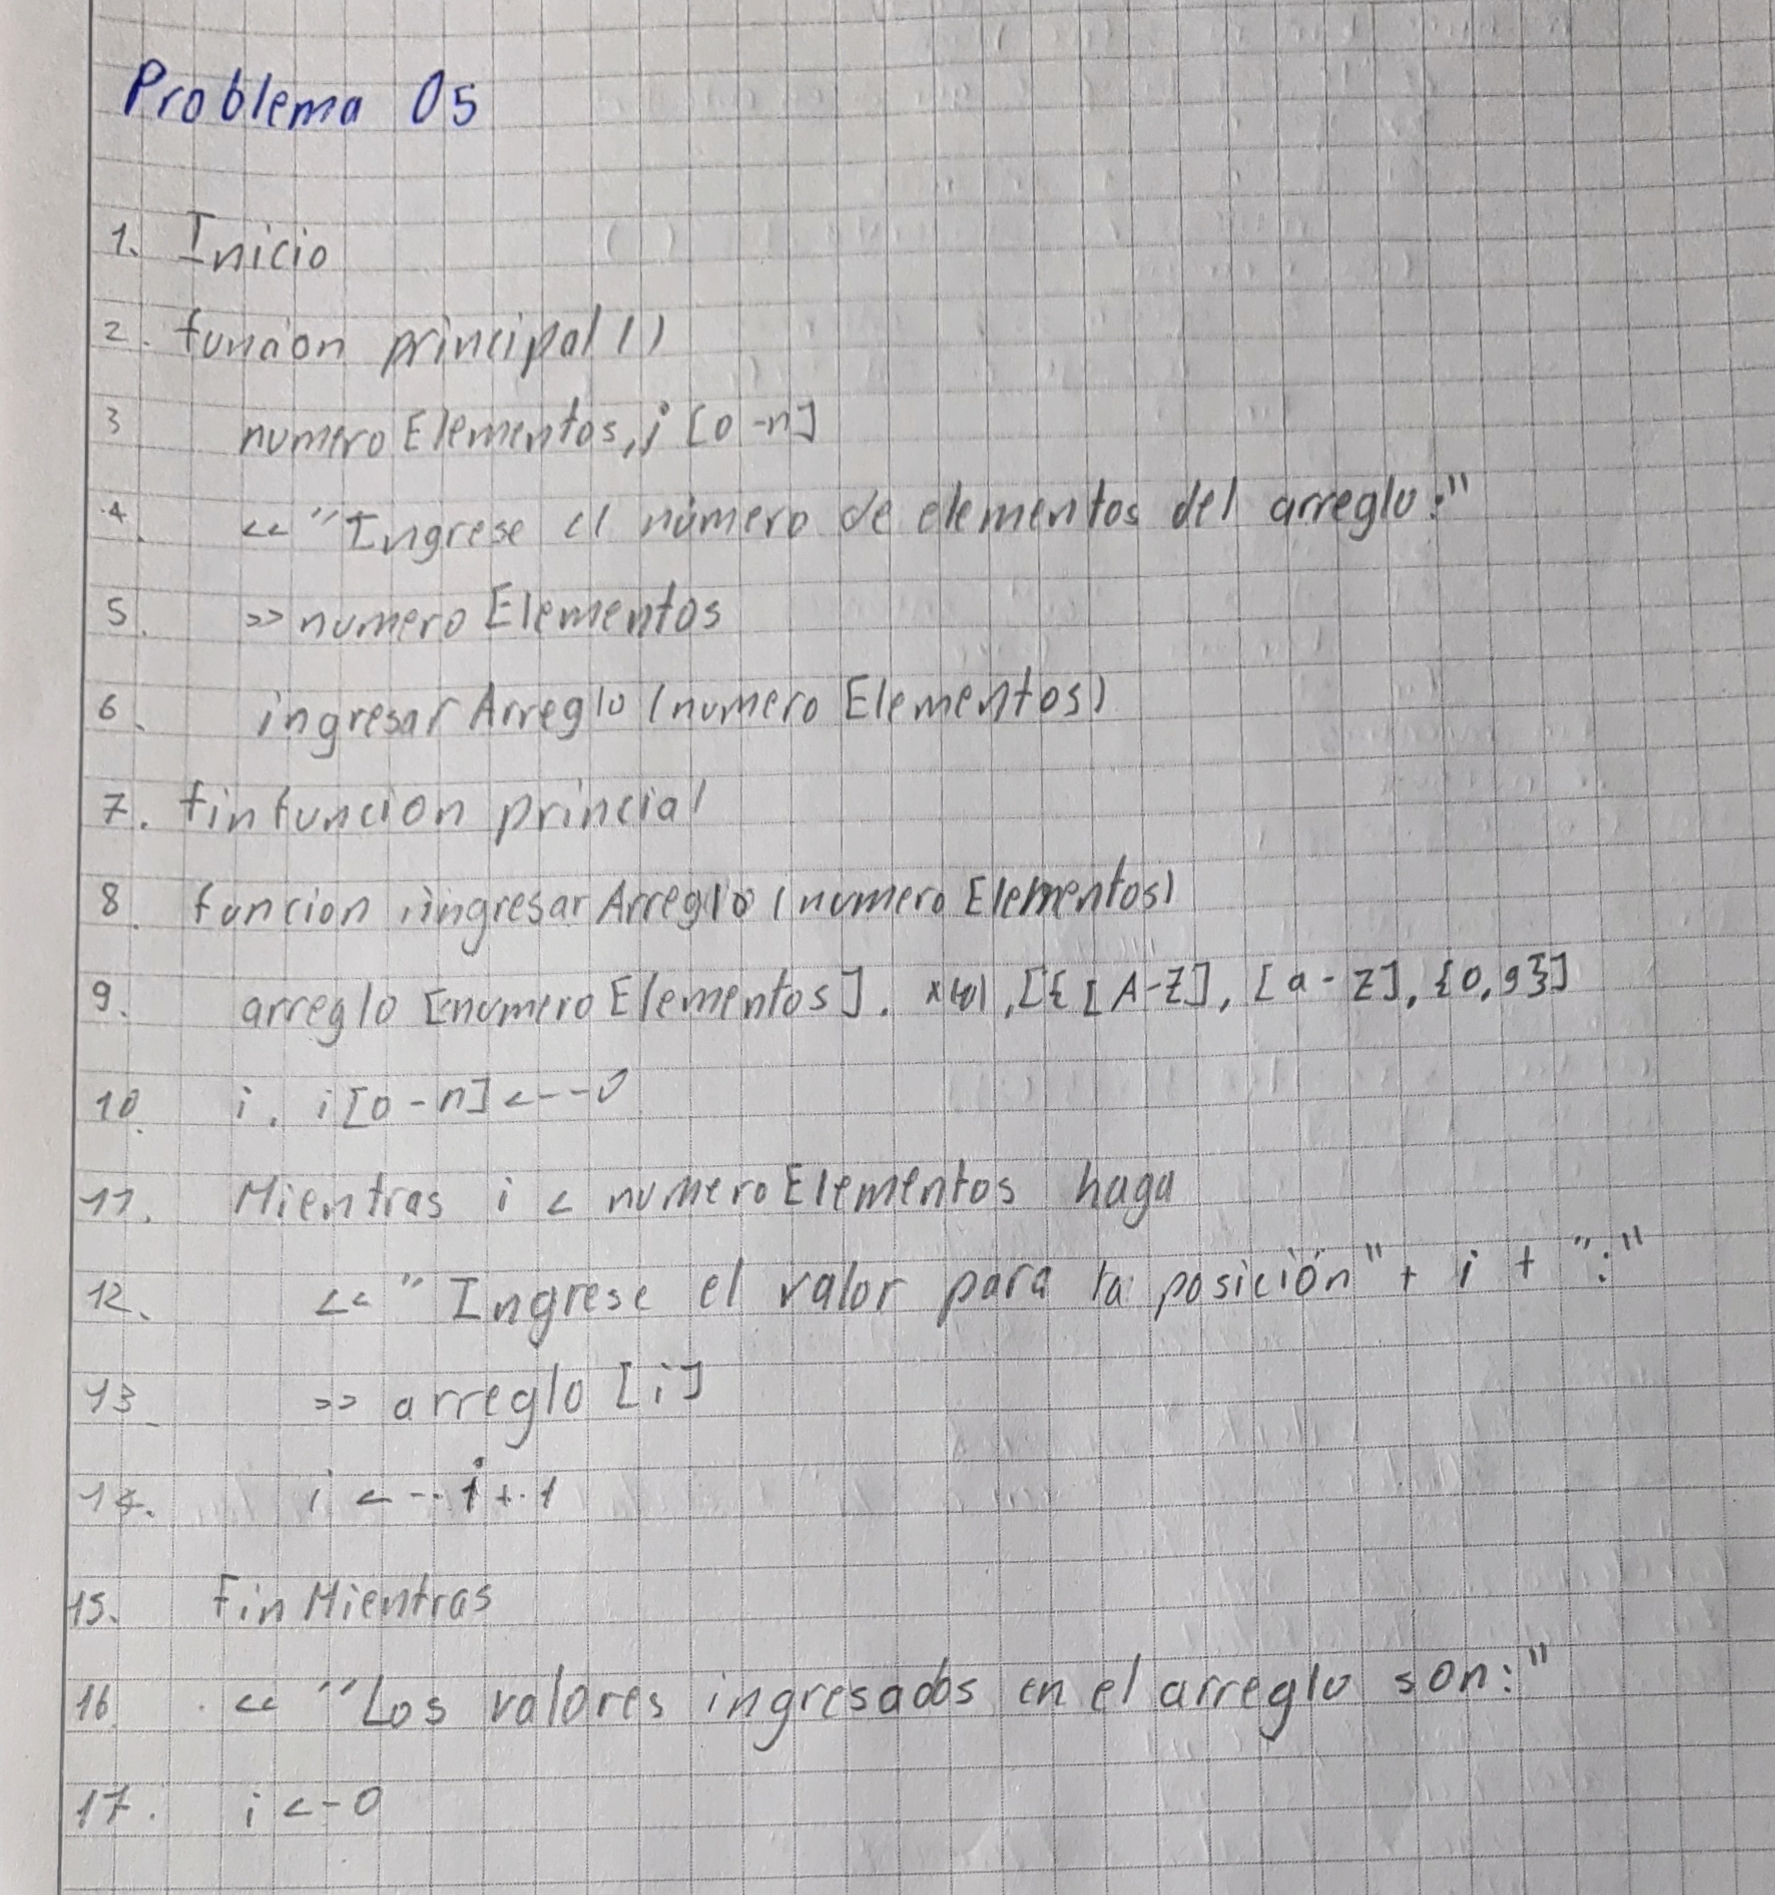 Problema 05
1. Inicio
2. funcion principal()
3 numero Elementos, i [0-n]
4. << "Ingrese el número de elementos del arreglo:"
5. >> numero Elementos
6. ingresar Arreglo (numero Elementos)
7. finfuncion princial
8. funcion ingresar Arreglo (numero Elementos)
9. arreglo [numero Elementos]. [{[A-Z], [a-z], {0,9}]
10. i. i[0-n] <--0
11. Mientras i < numero Elementos haga
12. << "Ingrese el valor para la posición" + i + ":"
13 >> arreglo [i]
14. i <-- i + 1
15. Fin Mientras
16. << "Los valores ingresados en el arreglo son:"
17. i <- 0